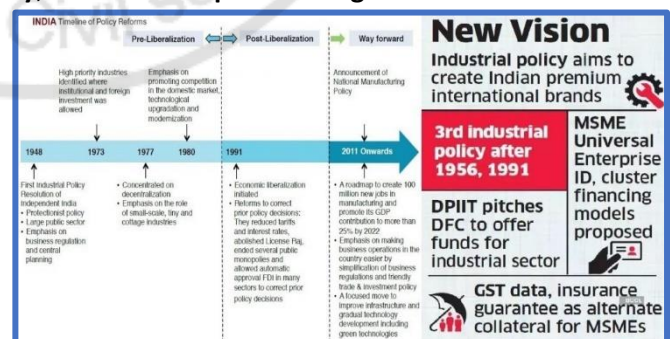 Civil Su
INDIA Timeline of Policy Reforms
Pre-Liberalization
Post-Liberalization
Way forward
High priority industries
identified where
institutional and foreign
investment was
allowed
Emphasis on
promoting competition
in the domestic market,
technological
upgradation and
modernization
Announcement of
National Manufacturing
Policy
1948
1973
1977
1980
1991
2011 Onwards
First Industrial Policy
Resolution of
Independent India
• Protectionist policy
• Large public sector
• Emphasis on
business regulation
and central
planning
• Concentrated on
decentralization
• Emphasis on the role
of small-scale, tiny and
cottage industries
• Economic liberalization
initiated
• Reforms to correct
prior policy decisions:
They reduced tariffs
and interest rates,
abolished License Raj,
ended several public
monopolies and
allowed automatic
approval FDI in many
sectors to correct prior
policy decisions
• A roadmap to create 100
million new jobs in
manufacturing and
promote its GDP
contribution to more than
25% by 2022
• Emphasis on making
business operations in the
country easier by
simplification of business
regulations and friendly
trade & investment policy
• A focused move to
improve infrastructure and
gradual technology
development including
green technologies
New Vision
Industrial policy aims to
create Indian premium
international brands
3rd industrial
policy after
1956, 1991
MSME
Universal
Enterprise
ID, cluster
financing
models
proposed
DPIIT pitches
DFC to offer
funds for
industrial sector
GST data, insurance
guarantee as alternate
collateral for MSMEs